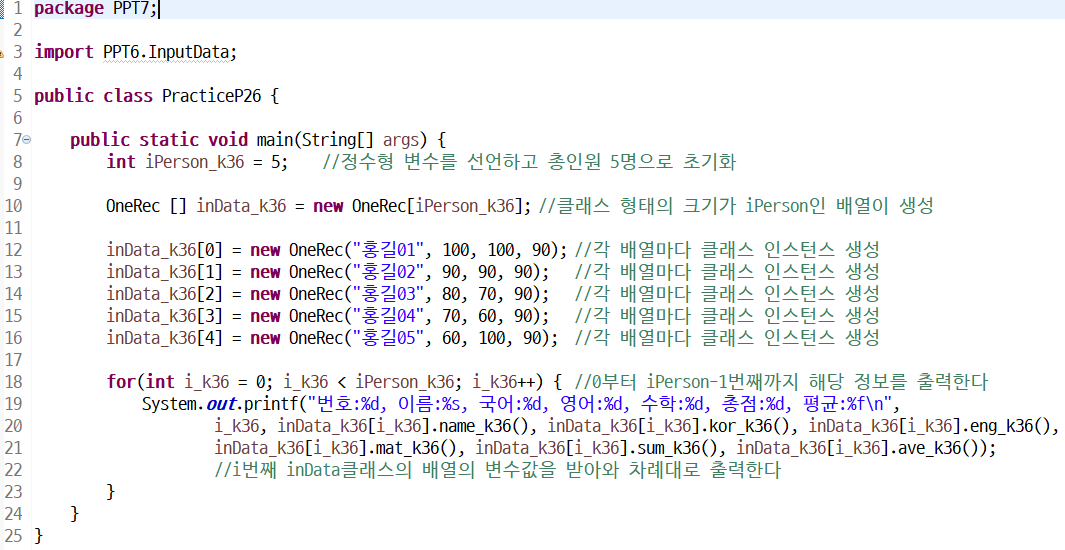 1 package PPT7;
2
3 import PPT6.InputData;
4
5 public class PracticeP26 {
6
7 public static void main(String[] args) {
8 int iPerson_k36 = 5; //정수형 변수를 선언하고 총인원 5명으로 초기화
9
10 OneRec [] inData_k36 = new OneRec[iPerson_k36]; //클래스 형태의 크기가 iPerson인 배열이 생성
11
12 inData_k36[0] = new OneRec("홍길01", 100, 100, 90); //각 배열마다 클래스 인스턴스 생성
13 inData_k36[1] = new OneRec("홍길02", 90, 90, 90); //각 배열마다 클래스 인스턴스 생성
14 inData_k36[2] = new OneRec("홍길03", 80, 70, 90); //각 배열마다 클래스 인스턴스 생성
15 inData_k36[3] = new OneRec("홍길04", 70, 60, 90); //각 배열마다 클래스 인스턴스 생성
16 inData_k36[4] = new OneRec("홍길05", 60, 100, 90); //각 배열마다 클래스 인스턴스 생성
17
18 for(int i_k36 = 0; i_k36 < iPerson_k36; i_k36++) { //0부터 iPerson-1번째까지 해당 정보를 출력한다
19 System.out.printf("번호:%d, 이름:%s, 국어:%d, 영어:%d, 수학:%d, 총점:%d, 평균:%f\n",
20 i_k36, inData_k36[i_k36].name_k36(), inData_k36[i_k36].kor_k36(), inData_k36[i_k36].eng_k36(),
21 inData_k36[i_k36].mat_k36(), inData_k36[i_k36].sum_k36(), inData_k36[i_k36].ave_k36());
22 //i번째 inData클래스의 배열의 변수값을 받아와 차례대로 출력한다
23 }
24 }
25 }